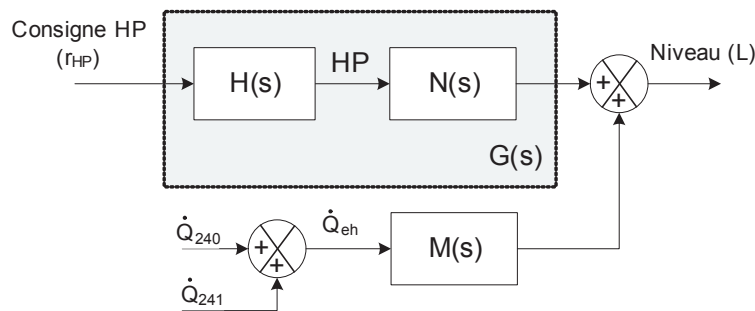 Consigne HP
(rHP)
H(s)
HP
N(s)
G(s)
+
+
Niveau (L)
Q̇240
Q̇241
+
+
Q̇eh
M(s)